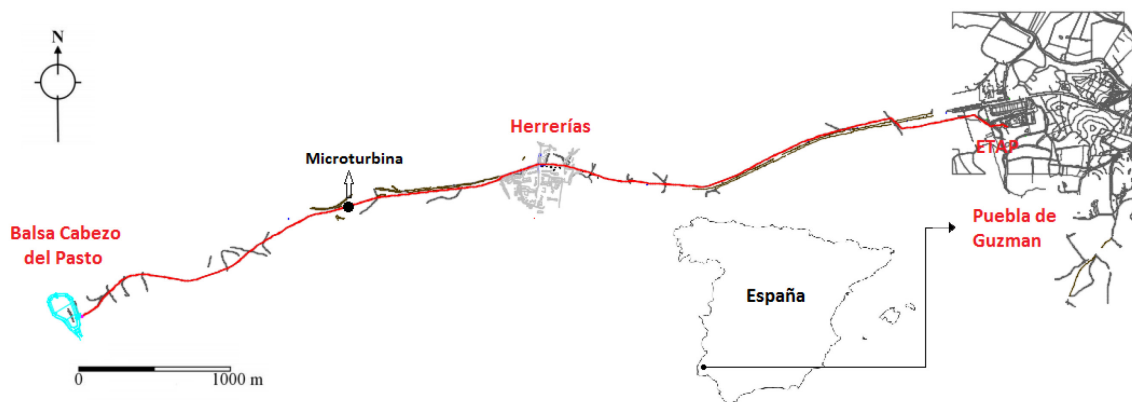 N
Herrerías
ETAP
Microturbina
Balsa Cabezo
del Pasto
Puebla de
Guzman
España
0
1000 m